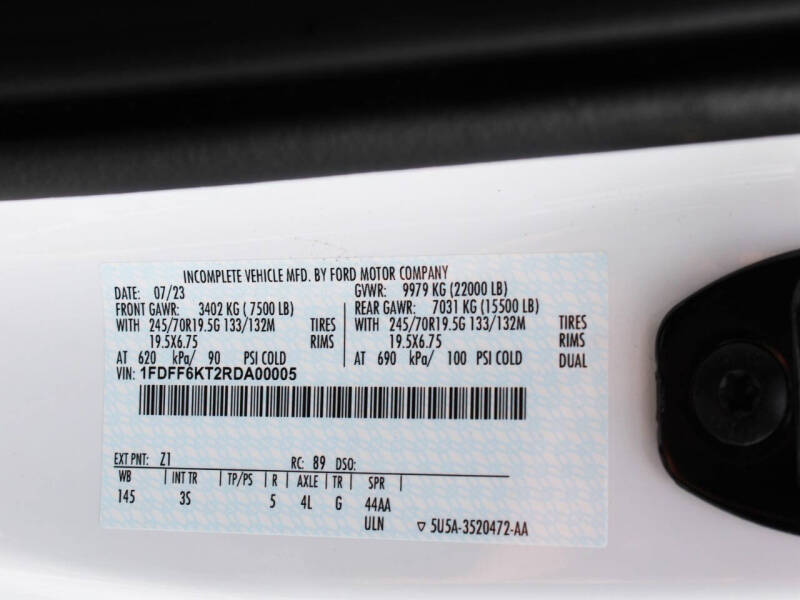 INCOMPLETE VEHICLE MFD. BY FORD MOTOR COMPANY
DATE: 07/23 GVWR: 9979 KG (22000 LB)
FRONT GAWR: 3402 KG (7500 LB) REAR GAWR: 7031 KG (15500 LB)
WITH 245/70R19.5G 133/132M TIRES WITH 245/70R19.5G 133/132M TIRES
19.5X6.75 RIMS 19.5X6.75 RIMS
AT 620 kPa/ 90 PSI COLD AT 690 kPa/ 100 PSI COLD DUAL
VIN: 1FDFF6KT2RDA00005
EXT PNT: Z1 RC: 89 DSO:
WB INT TR TP/PS R AXLE TR SPR
145 3S 5 4L G 44AA
ULN ▽ 5U5A-3520472-AA